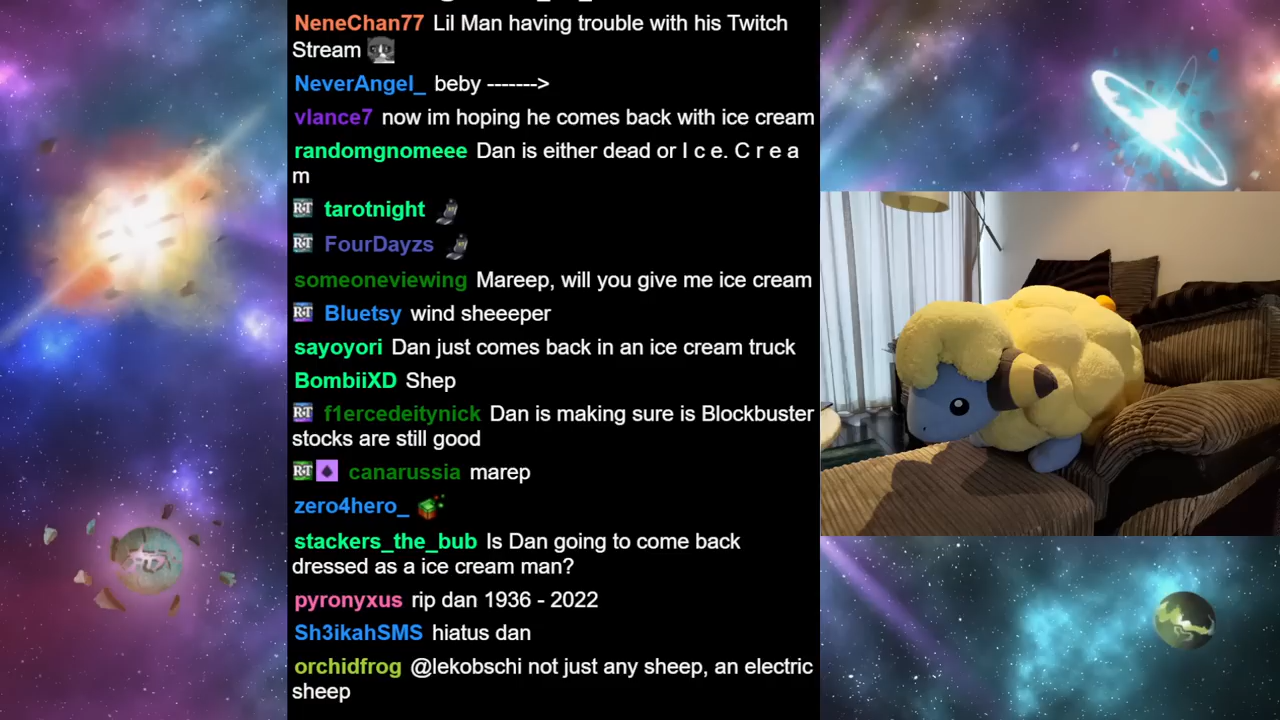 NeneChan77 Lil Man having trouble with his Twitch
Stream
NeverAngel_ beby ------->
vlance7 now im hoping he comes back with ice cream
randomgnomeee Dan is either dead or I c e. C r e a
m
RT tarotnight
RT FourDayzs
someoneviewing Mareep, will you give me ice cream
RT Bluetsy wind sheeeper
sayoyori Dan just comes back in an ice cream truck
BombiiXD Shep
RT f1ercedeitynick Dan is making sure is Blockbuster
stocks are still good
RT canarussia marep
zero4hero_
stackers_the_bub Is Dan going to come back
dressed as a ice cream man?
pyronyxus rip dan 1936 - 2022
Sh3ikahSMS hiatus dan
orchidfrog @lekobschi not just any sheep, an electric
sheep